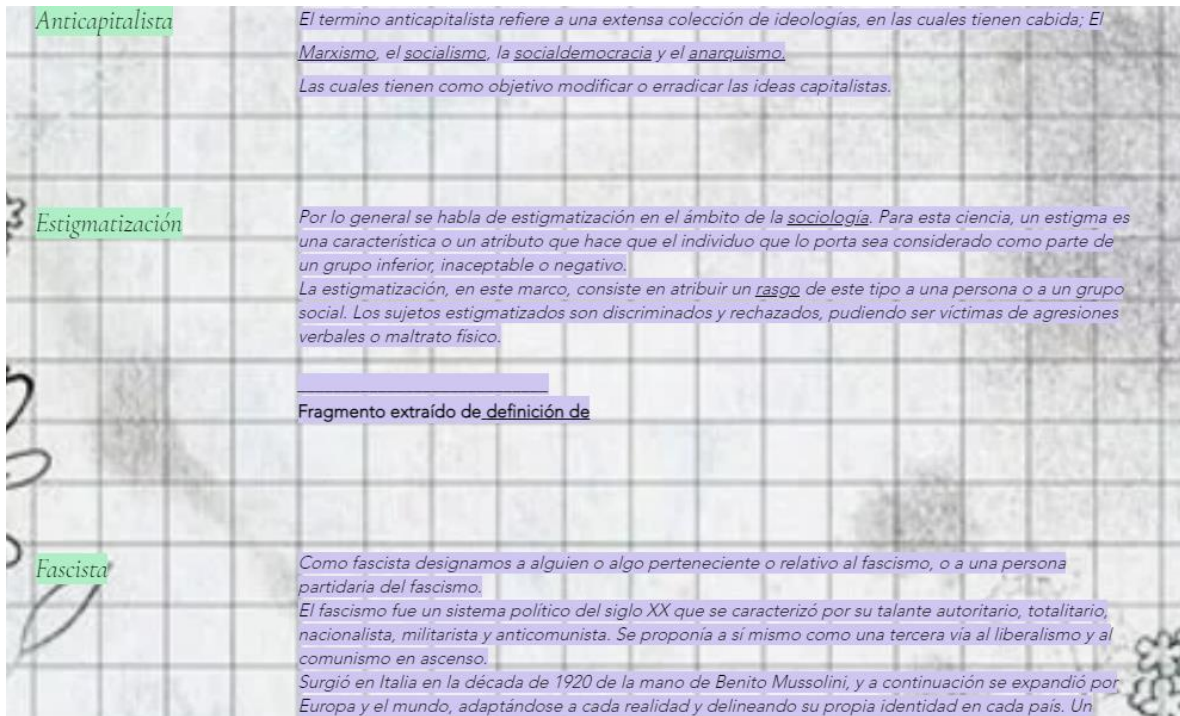 Anticapitalista
El termino anticapitalista refiere a una extensa colección de ideologías, en las cuales tienen cabida; El
Marxismo, el socialismo, la socialdemocracia y el anarquismo.
Las cuales tienen como objetivo modificar o erradicar las ideas capitalistas.
Estigmatización
Por lo general se habla de estigmatización en el ámbito de la sociología. Para esta ciencia, un estigma es
una característica o un atributo que hace que el individuo que lo porta sea considerado como parte de
un grupo inferior, inaceptable o negativo.
La estigmatización, en este marco, consiste en atribuir un rasgo de este tipo a una persona o a un grupo
social. Los sujetos estigmatizados son discriminados y rechazados, pudiendo ser víctimas de agresiones
verbales o maltrato físico.
Fragmento extraído de definición de
Fascista
Como fascista designamos a alguien o algo perteneciente o relativo al fascismo, o a una persona
partidaria del fascismo.
El fascismo fue un sistema político del siglo XX que se caracterizó por su talante autoritario, totalitario,
nacionalista, militarista y anticomunista. Se proponía a sí mismo como una tercera vía al liberalismo y al
comunismo en ascenso.
Surgió en Italia en la década de 1920 de la mano de Benito Mussolini, y a continuación se expandió por
Europa y el mundo, adaptándose a cada realidad y delineando su propia identidad en cada país. Un